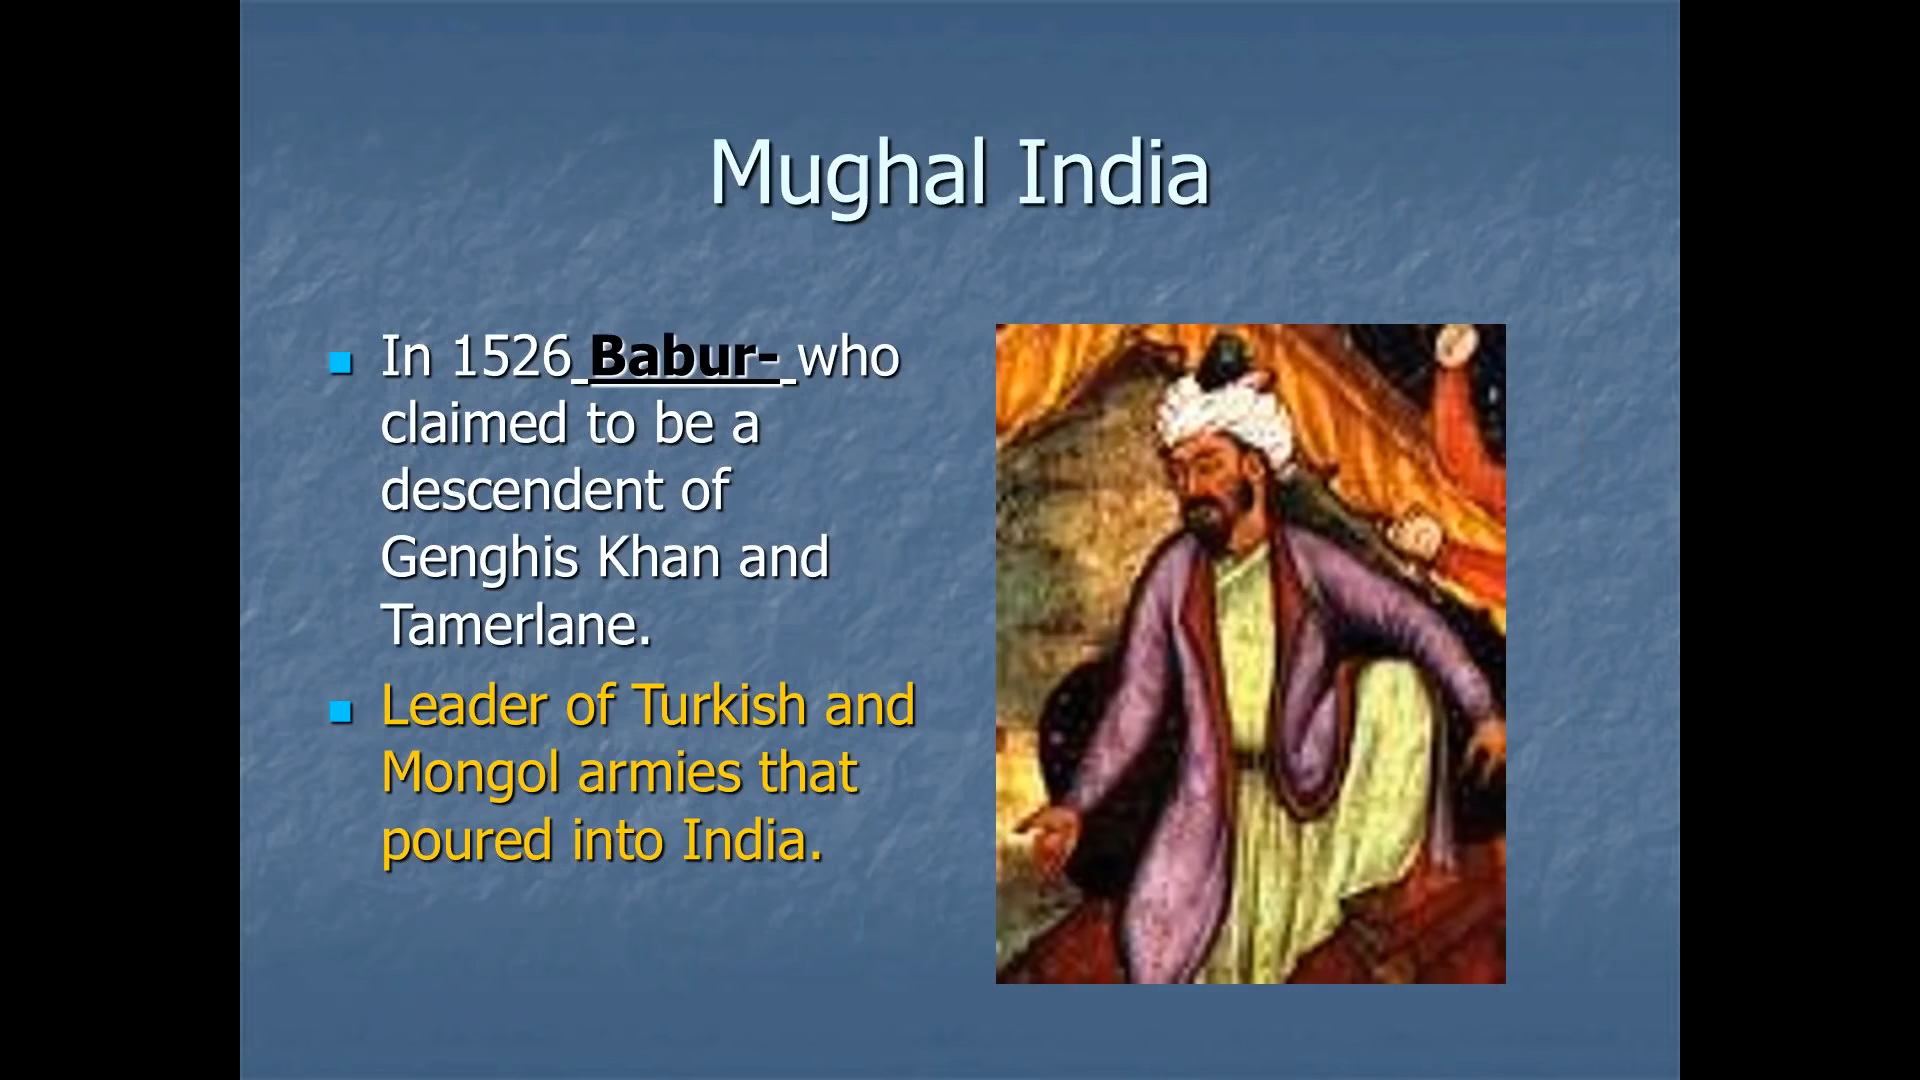 Mughal India
In 1526 Babur- who
claimed to be a
descendent of
Genghis Khan and
Tamerlane.
Leader of Turkish and
Mongol armies that
poured into India.